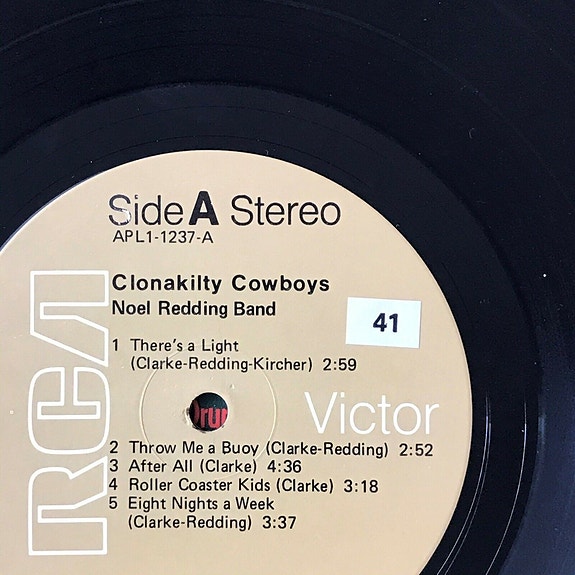 Side A Stereo
APL1-1237-A
Clonakilty Cowboys
Noel Redding Band
41
1 There's a Light
(Clarke-Redding-Kircher) 2:59
Victor
2 Throw Me a Buoy (Clarke-Redding) 2:52
3 After All (Clarke) 4:36
4 Roller Coaster Kids (Clarke) 3:18
5 Eight Nights a Week
(Clarke-Redding) 3:37
RCA